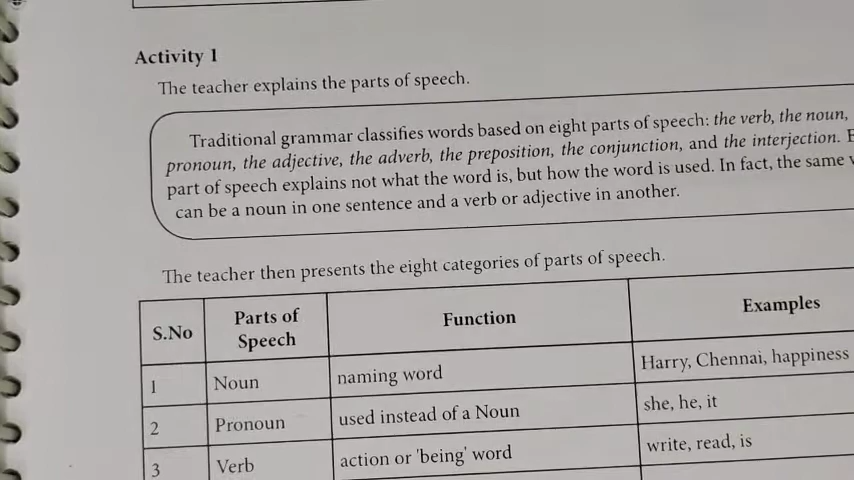 Activity 1
The teacher explains the parts of speech.
Traditional grammar classifies words based on eight parts of speech: the verb, the noun,
pronoun, the adjective, the adverb, the preposition, the conjunction, and the interjection.
part of speech explains not what the word is, but how the word is used. In fact, the same
can be a noun in one sentence and a verb or adjective in another.
The teacher then presents the eight categories of parts of speech.
S.No Parts of Speech Function Examples
1 Noun naming word Harry, Chennai, happiness
2 Pronoun used instead of a Noun she, he, it
3 Verb action or 'being' word write, read, is